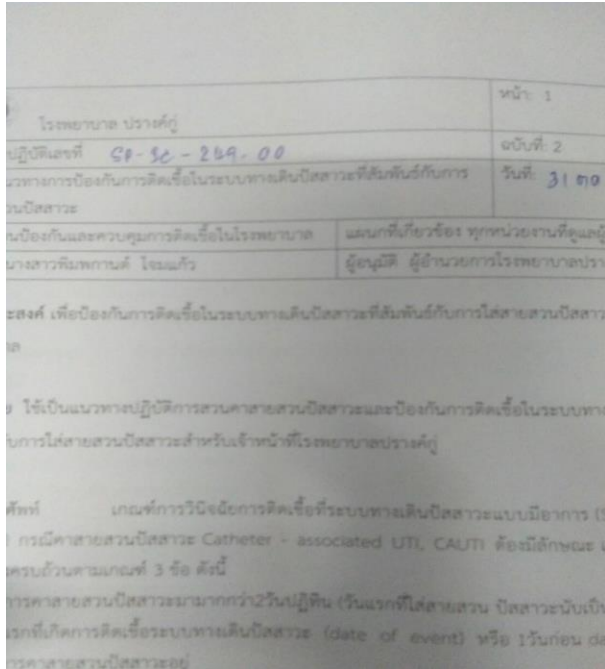 หน้า: 1
โรงพยาบาล ปรางค์กู่
ปฏิบัติเลขที่ SP-IC-259-00
ฉบับที่: 2
แนวทางการป้องกันการติดเชื้อในระบบทางเดินปัสสาวะที่สัมพันธ์กับการ
วันที่: 31 ตค
วนปัสสาวะ
นป้องกันและควบคุมการติดเชื้อในโรงพยาบาล แผนกที่เกี่ยวข้อง ทุกหน่วยงานที่ดูแลผู้
นางสาวพิมพกานต์ โจมแก้ว ผู้อนุมัติ ผู้อำนวยการโรงพยาบาลปรา
ะสงค์ เพื่อป้องกันการติดเชื้อในระบบทางเดินปัสสาวะที่สัมพันธ์กับการใส่สายสวนปัสสาว
าล
ย ใช้เป็นแนวทางปฏิบัติการสวนคาสายสวนปัสสาวะและป้องกันการติดเชื้อในระบบทาง
ับการใส่สายสวนปัสสาวะสำหรับเจ้าหน้าที่โรงพยาบาลปรางค์กู่
ศัพท์ เกณฑ์การวินิจฉัยการติดเชื้อที่ระบบทางเดินปัสสาวะแบบมีอาการ
) กรณีคาสายสวนปัสสาวะ Catheter - associated UTI, CAUTI ต้องมีลักษณะ
ะครบถ้วนตามเกณฑ์ 3 ข้อ ดังนี้
การคาสายสวนปัสสาวะมามากกว่า2วันปฏิทิน (วันแรกที่ใส่สายสวน ปัสสาวะนับเป็น
แรกที่เกิดการติดเชื้อระบบทางเดินปัสสาวะ (date of event) หรือ 1วันก่อน da
การคาสายสวนปัสสาวะอยู่